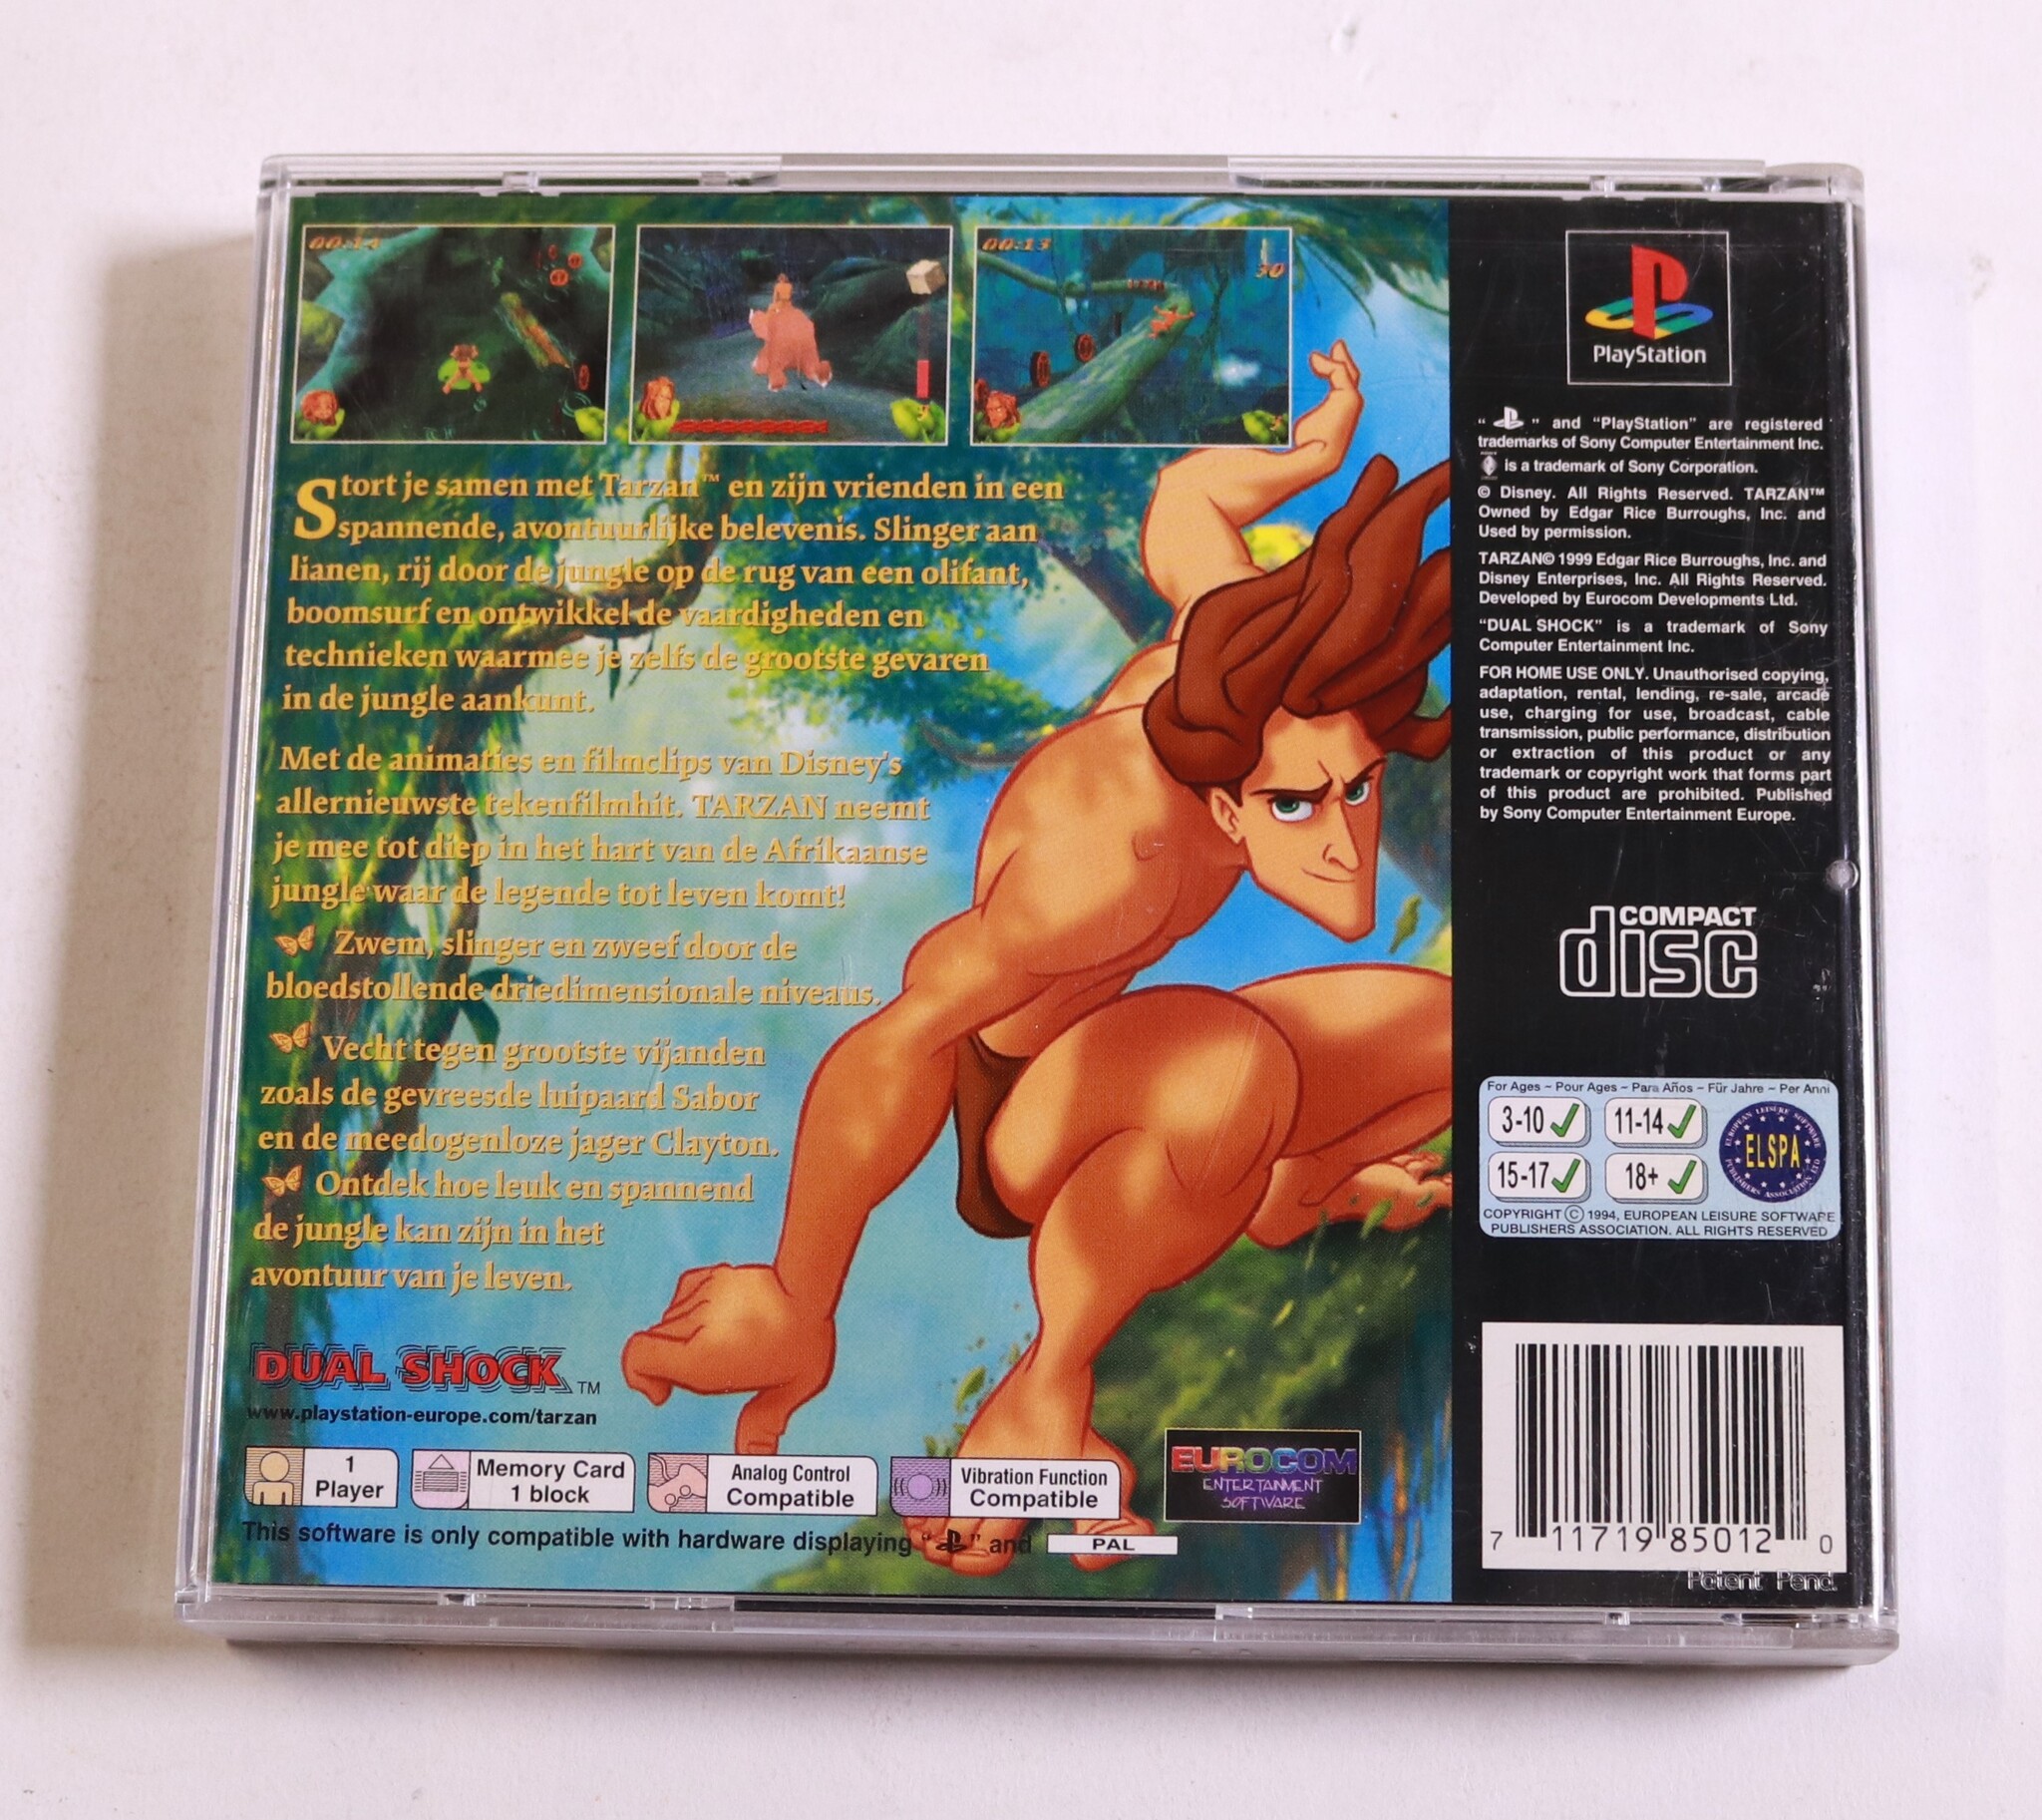 00:14
00:13
30
Stort je samen met Tarzan™ en zijn vrienden in een
spannende, avontuurlijke belevenis. Slinger aan
lianen, rij door de jungle op de rug van een olifant,
boomsurf en ontwikkel de vaardigheden en
technieken waarmee je zelfs de grootste gevaren
in de jungle aankunt.
Met de animaties en filmclips van Disney's
allernieuwste tekenfilmhit. TARZAN neemt
je mee tot diep in het hart van de Afrikaanse
jungle waar de legende tot leven komt!
Zwem, slinger en zweef door de
bloedstollende driedimensionale niveaus.
Vecht tegen grootste vijanden
zoals de gevreesde luipaard Sabor
en de meedogenloze jager Clayton.
Ontdek hoe leuk en spannend
de jungle kan zijn in het
avontuur van je leven.
DUAL SHOCK™
www.playstation-europe.com/tarzan
1
Player
Memory Card
1 block
Analog Control
Compatible
Vibration Function
Compatible
EUROCOM
ENTERTAINMENT
SOFTWARE
This software is only compatible with hardware displaying " " and PAL
PlayStation
" " and "PlayStation" are registered
trademarks of Sony Computer Entertainment Inc.
is a trademark of Sony Corporation.
© Disney. All Rights Reserved. TARZAN™
Owned by Edgar Rice Burroughs, Inc. and
Used by permission.
TARZAN© 1999 Edgar Rice Burroughs, Inc. and
Disney Enterprises, Inc. All Rights Reserved.
Developed by Eurocom Developments Ltd.
"DUAL SHOCK" is a trademark of Sony
Computer Entertainment Inc.
FOR HOME USE ONLY. Unauthorised copying,
adaptation, rental, lending, re-sale, arcade
use, charging for use, broadcast, cable
transmission, public performance, distribution
or extraction of this product or any
trademark or copyright work that forms part
of this product are prohibited. Published
by Sony Computer Entertainment Europe.
COMPACT
disc
For Ages ~ Pour Ages ~ Para Años ~ Für Jahre ~ Per Anni
3-10 11-14
15-17 18+
EUROPEAN LEISURE SOFTWARE
ELSPA
PUBLISHERS ASSOCIATION LTD
COPYRIGHT © 1994, EUROPEAN LEISURE SOFTWARE
PUBLISHERS ASSOCIATION. ALL RIGHTS RESERVED
7 11719 85012 0
Patent Pend.